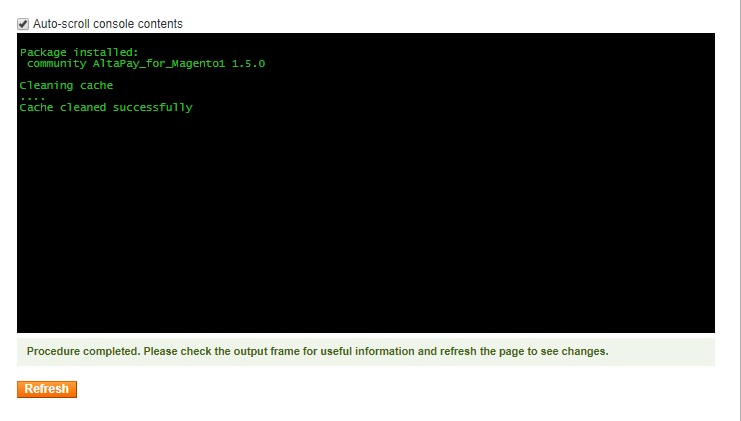 Auto-scroll console contents
Package installed:
community AltaPay_for_Magento1 1.5.0
Cleaning cache
....
Cache cleaned successfully
Procedure completed. Please check the output frame for useful information and refresh the page to see changes.
Refresh